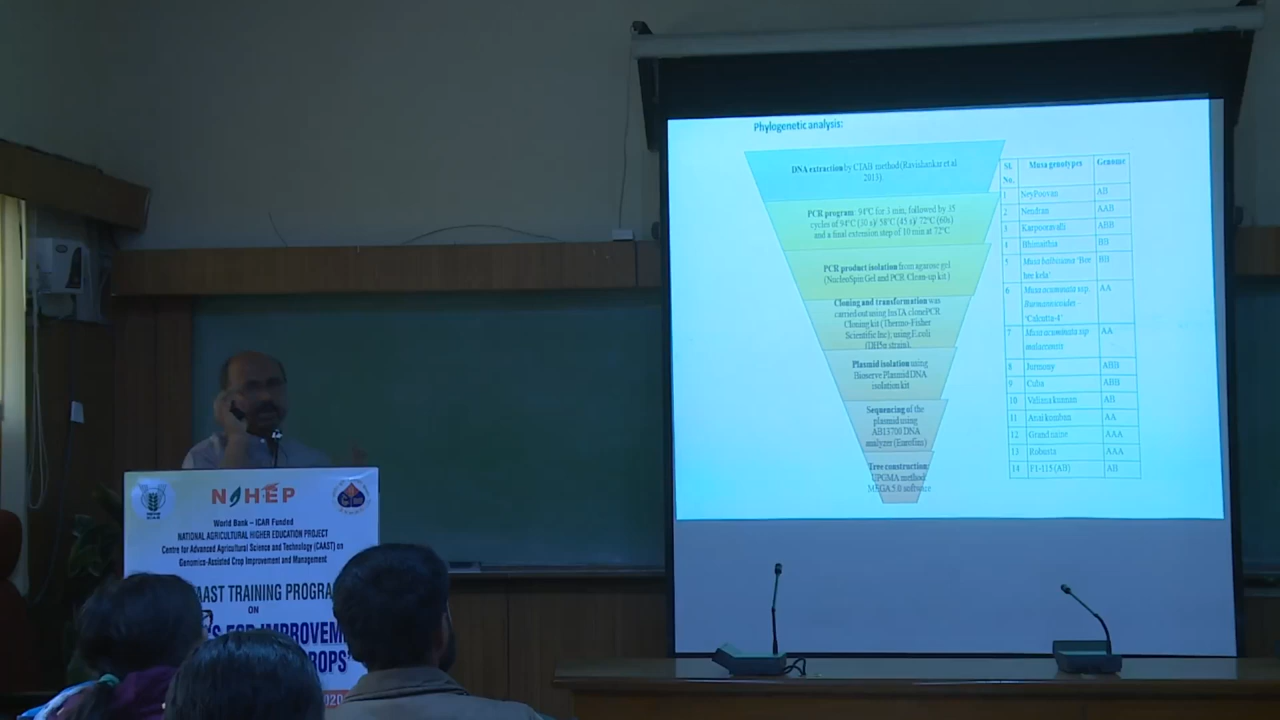 Phylogenetic analysis:
DNA extraction by CTAB method (Ravishankar et al
2013).
PCR program: 94°C for 3 min, followed by 35
cycles of 94°C (30 s)/ 58°C (45 s)/ 72°C (60s)
and a final extension step of 10 min at 72°C
PCR product isolation from agarose gel
(NucleoSpin Gel and PCR Clean-up kit)
Cloning and transformation was
carried out using InsTA clonePCR
Cloning kit (Thermo-Fisher
Scientific Inc), using E.coli
(DH5α strain).
Plasmid isolation using
Bioserve Plasmid DNA
isolation kit
Sequencing of the
plasmid using
DNA
analyzer (Eurofins)
Tree construction:
UPGMA method
MEGA 5.0 software
Sl. No. Musa genotypes Genome
1 NeyPoovan AB
2 Nendran AAB
3 Karpooravalli ABB
4 Bhimaithia BB
5 Musa balbisiana 'Bee
hee kela' BB
6 Musa acuminata ssp.
Burmannicoides –
'Calcutta-4' AA
7 Musa acuminata ssp
malaccensis AA
8 Jurmony ABB
9 Cuba ABB
10 Valiana kunnan AB
11 Anai komban AA
12 Grand naine AAA
13 Robusta AAA
14 F1-115 (AB) AB
NAHEP
World Bank – ICAR Funded
NATIONAL AGRICULTURAL HIGHER EDUCATION PROJECT
Centre for Advanced Agricultural Science and Technology (CAAST) on
Genomics-Assisted Crop Improvement and Management
AAST TRAINING PROGRA
ON
'S FOR IMPROVEM
ROPS'
2020